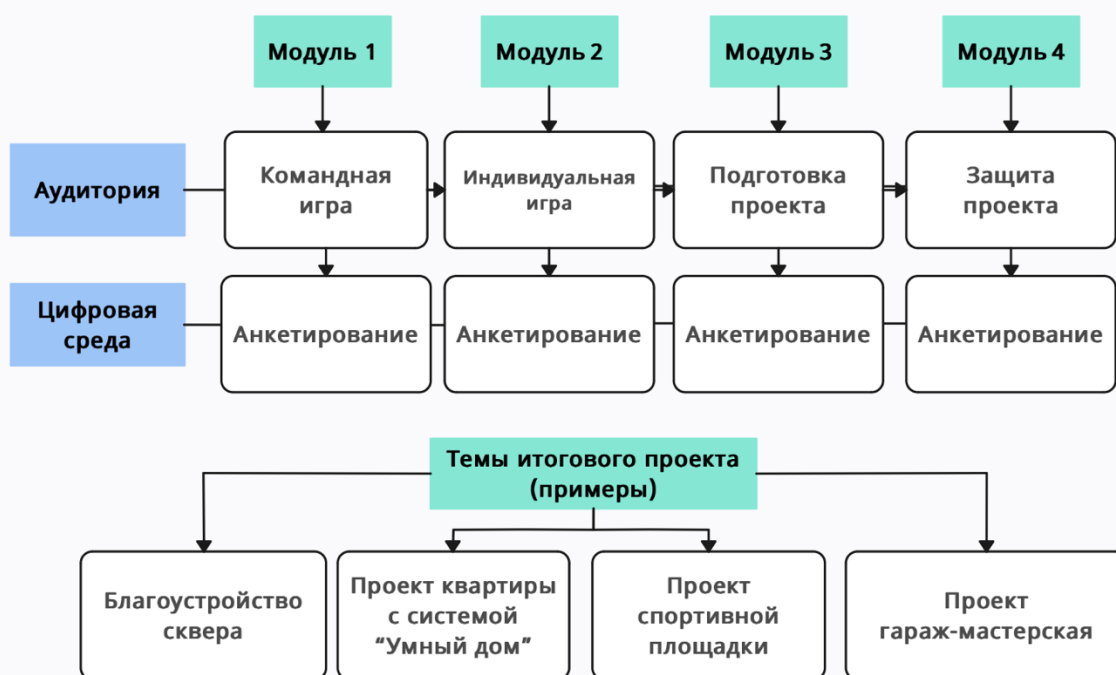 Модуль 1
Модуль 2
Модуль 3
Модуль 4
Аудитория
Командная
игра
Индивидуальная
игра
Подготовка
проекта
Защита
проекта
Цифровая
среда
Анкетирование
Анкетирование
Анкетирование
Анкетирование
Темы итогового проекта
(примеры)
Благоустройство
сквера
Проект квартиры
с системой
“Умный дом”
Проект
спортивной
площадки
Проект
гараж-мастерская